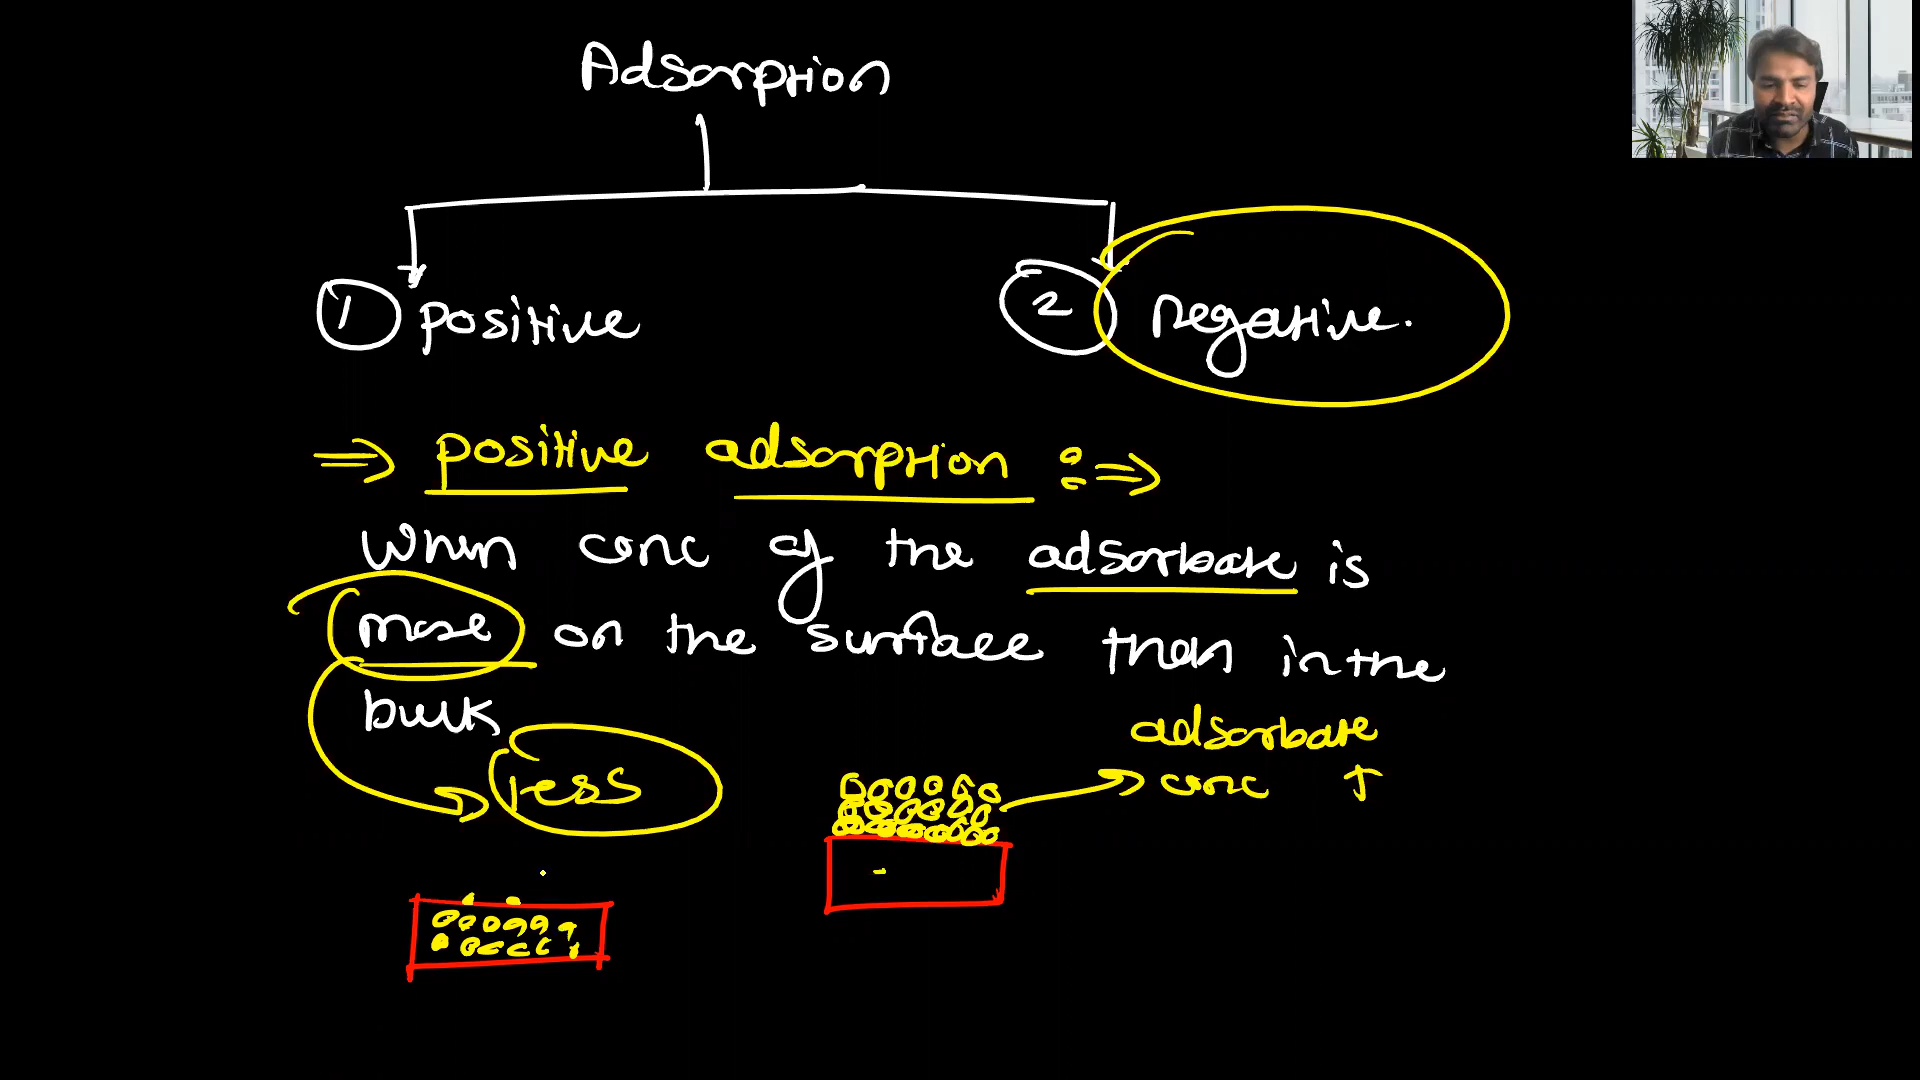 Adsorption
1 positive
2 negative.
⇒ positive adsorption :⇒
When conc of the adsorbate is
more on the surface than in the
bulk
less
adsorbate
conc ↑